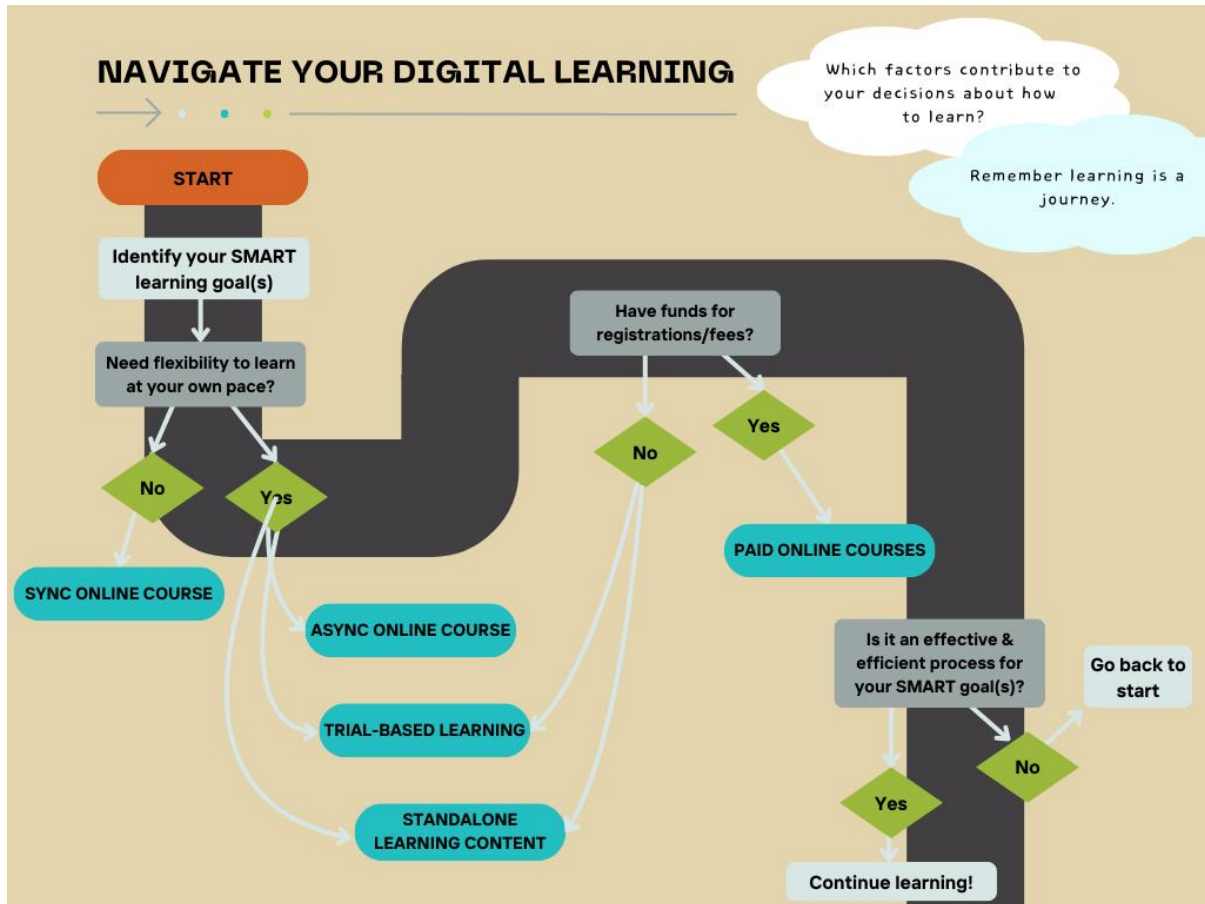 NAVIGATE YOUR DIGITAL LEARNING
Which factors contribute to
your decisions about how
to learn?
Remember learning is a
journey.
START
Identify your SMART
learning goal(s)
Need flexibility to learn
at your own pace?
No
Yes
SYNC ONLINE COURSE
ASYNC ONLINE COURSE
TRIAL-BASED LEARNING
STANDALONE
LEARNING CONTENT
Have funds for
registrations/fees?
No
Yes
PAID ONLINE COURSES
Is it an effective &
efficient process for
your SMART goal(s)?
No
Go back to
start
Yes
Continue learning!